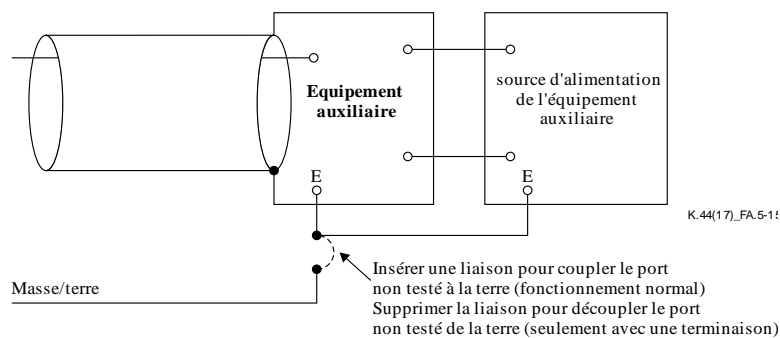 Equipement
auxiliaire
source d'alimentation
de l'équipement
auxiliaire
E
E
K.44(17)_FA.5-15
Masse/terre
Insérer une liaison pour coupler le port
non testé à la terre (fonctionnement normal)
Supprimer la liaison pour découpler le port
non testé de la terre (seulement avec une terminaison)